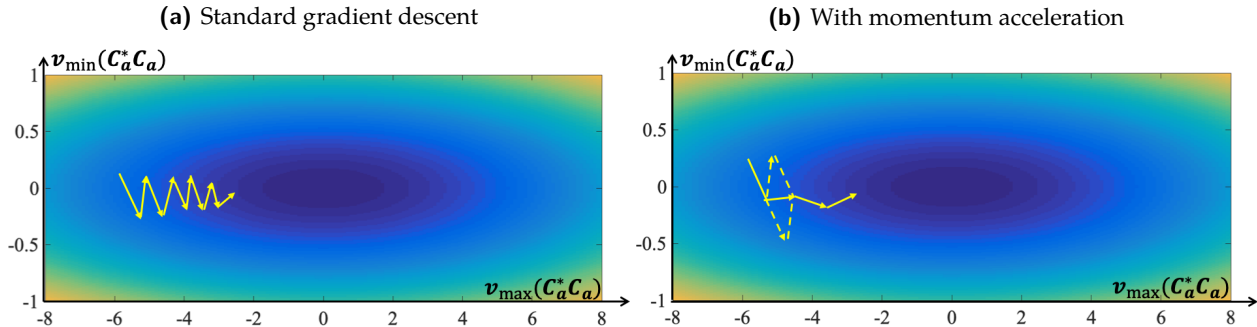 (a) Standard gradient descent
(b) With momentum acceleration
v_min(C_a^*C_a)
1
0.5
0
-0.5
-1
-8 -6 -4 -2 0 2 4 6 8
v_max(C_a^*C_a)
v_min(C_a^*C_a)
1
0.5
0
-0.5
-1
-8 -6 -4 -2 0 2 4 6 8
v_max(C_a^*C_a)